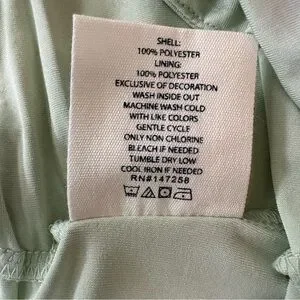 SHELL:
100% POLYESTER
LINING:
100% POLYESTER
EXCLUSIVE OF DECORATION
WASH INSIDE OUT
MACHINE WASH COLD
WITH LIKE COLORS
GENTLE CYCLE
ONLY NON CHLORINE
BLEACH IF NEEDED
TUMBLE DRY LOW
COOL IRON IF NEEDED
RN#147258